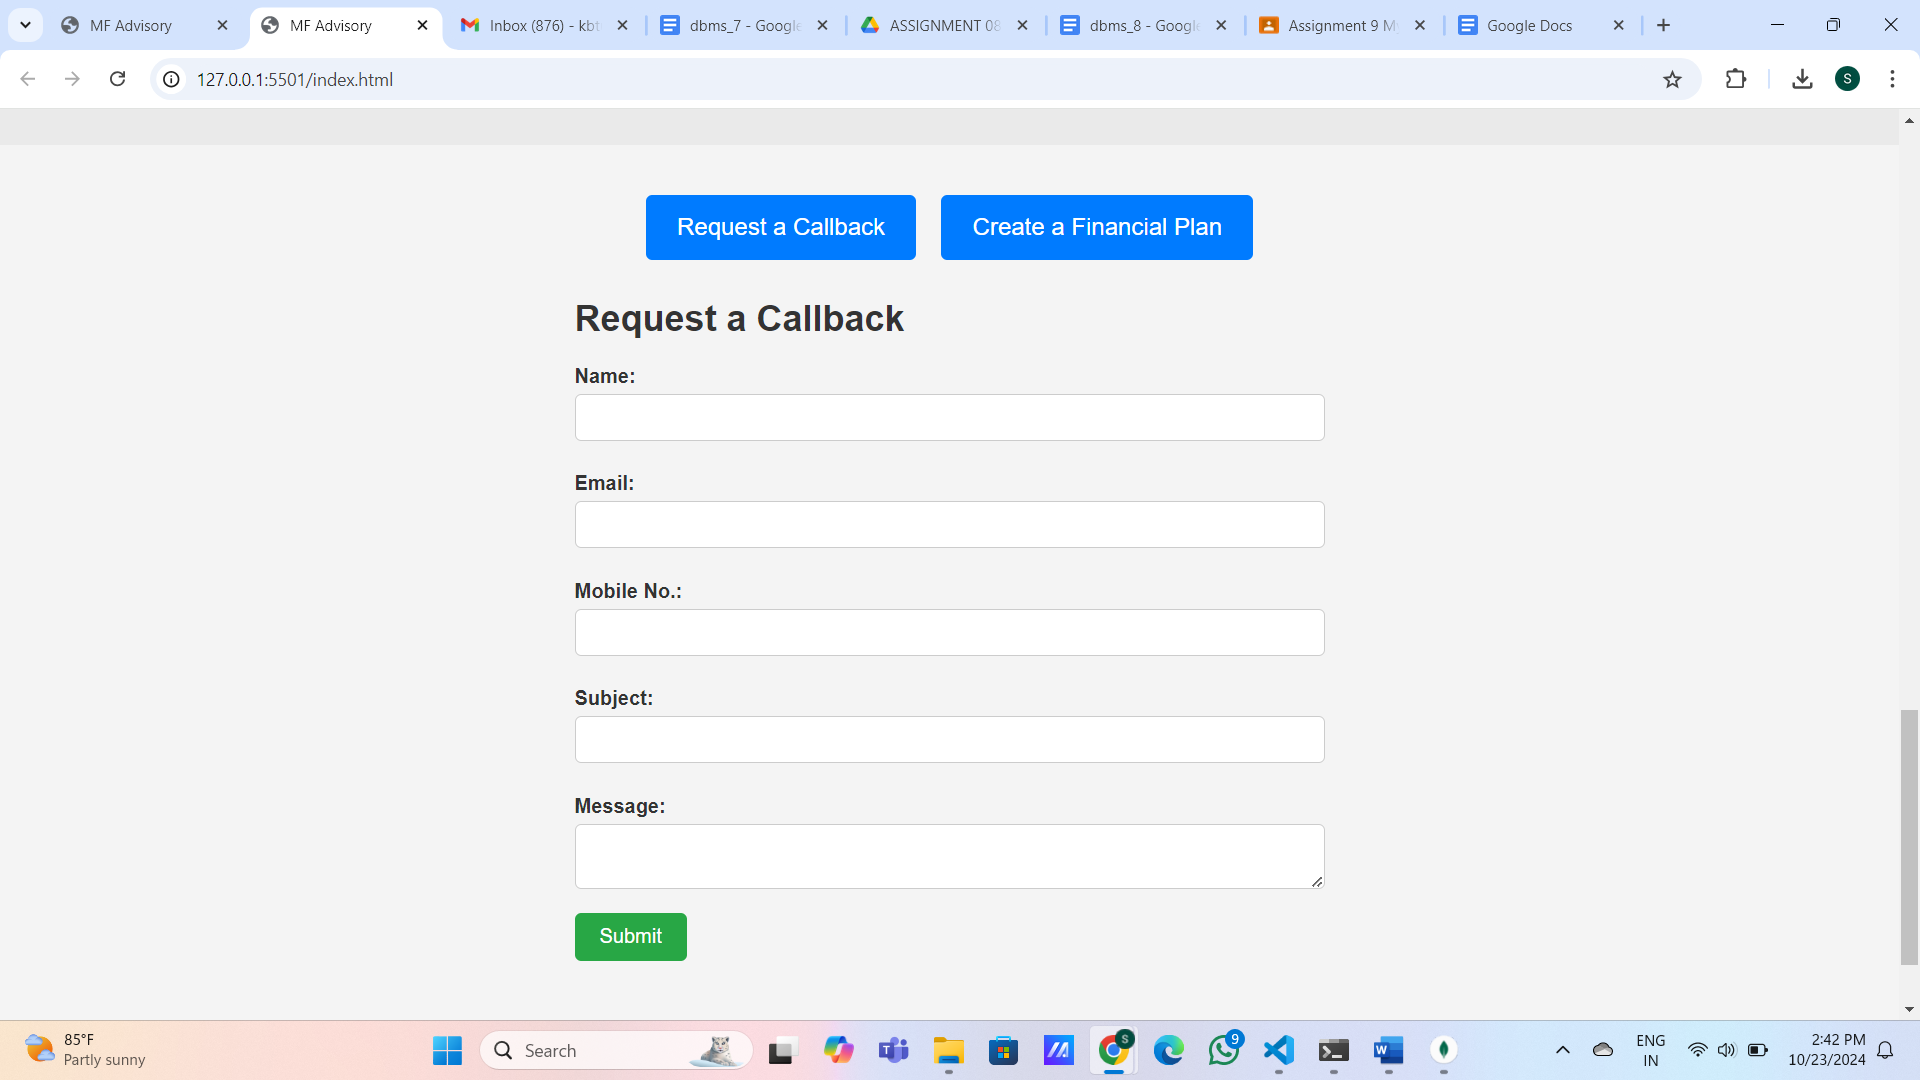 MF Advisory
MF Advisory
Inbox (876) - kbt
dbms_7 - Google
ASSIGNMENT 08
dbms_8 - Google
Assignment 9 M
Google Docs
127.0.0.1:5501/index.html
S
Request a Callback
Create a Financial Plan
Request a Callback
Name:
Email:
Mobile No.:
Subject:
Message:
Submit
85°F
Partly sunny
Search
S
9
ENG
IN
2:42 PM
10/23/2024